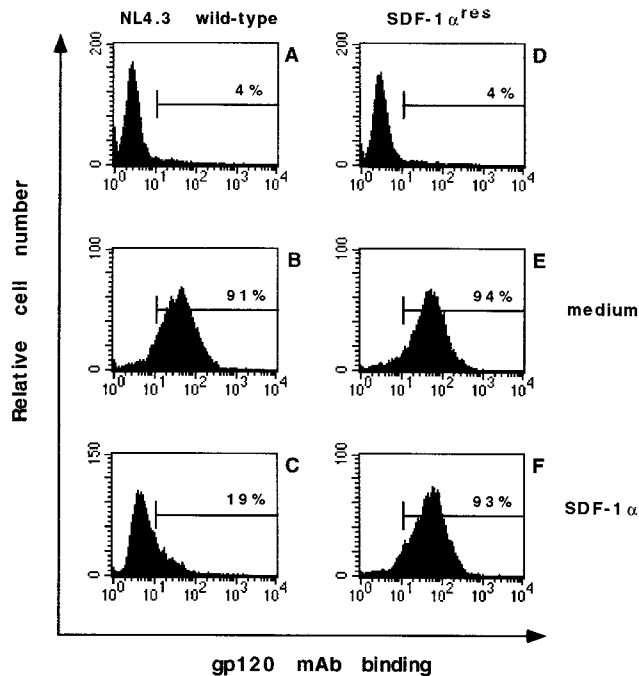 NL4.3 wild-type
SDF-1α^res
200
A
4%
0
10^0 10^1 10^2 10^3 10^4
200
D
4%
0
10^0 10^1 10^2 10^3 10^4
100
B
91%
0
10^0 10^1 10^2 10^3 10^4
100
E
94%
0
10^0 10^1 10^2 10^3 10^4
medium
150
C
19%
0
10^0 10^1 10^2 10^3 10^4
100
F
93%
0
10^0 10^1 10^2 10^3 10^4
SDF-1α
Relative cell number
gp120 mAb binding